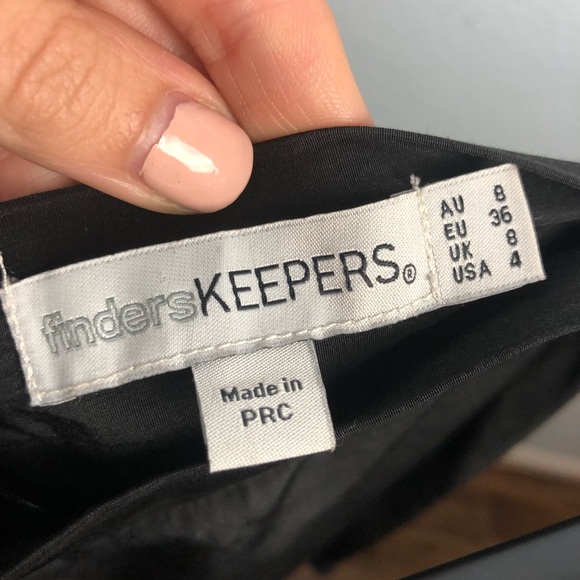 findersKEEPERS®
AU 8
EU 36
UK 8
USA 4
Made in
PRC